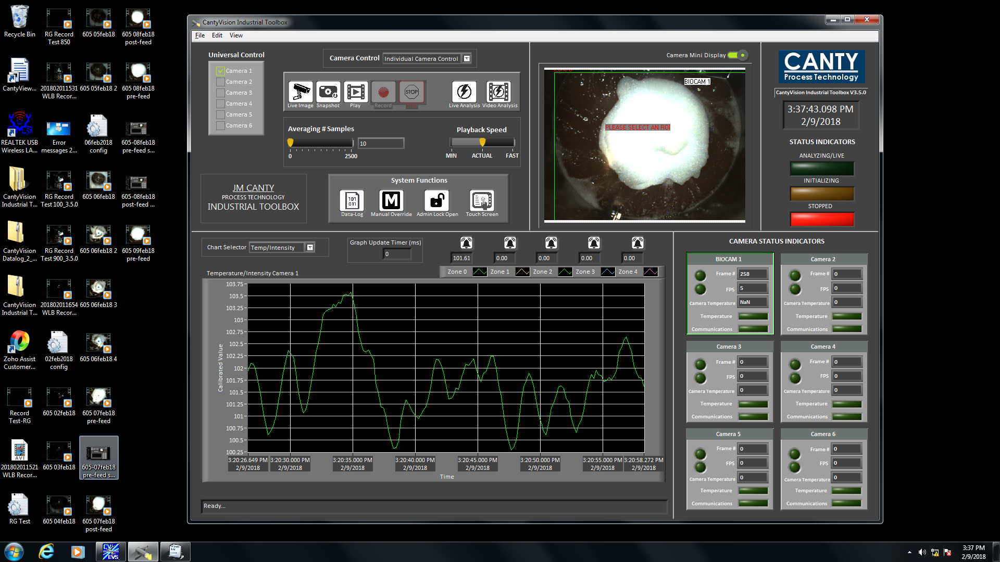 Recycle Bin
RG Record
Test 850
605 05feb18
605 08feb18
post-feed
CantyView...
201802011531
WLB Recor...
605 05feb18 2
605 08feb18
pre-feed
REALTEK USB
Wireless LA...
Error
messages 2...
06feb2018
config
605-08feb18
pre-feed s...
CantyVision
Industrial T...
RG Record
Test 100_3.5.0
605 06feb18
605-08feb18
post-feed ...
CantyVision
Datalog_2_...
RG Record
Test 900_3.5.0
605 06feb18 2
605 09feb18
pre-feed
CantyVision
Industrial T...
201802011654
WLB Recor...
605 06feb18 3
Zoho Assist
Customer...
02feb2018
config
605 06feb18 4
Record
Test-RG
605 02feb18
605 07feb18
pre-feed
AVI
201802011521
WLB Recor...
605 03feb18
605-07feb18
pre-feed s...
RG Test
605 04feb18
605 07feb18
post-feed
CantyVision Industrial Toolbox
File Edit View
Universal Control
Camera 1
Camera 2
Camera 3
Camera 4
Camera 5
Camera 6
Camera Control Individual Camera Control
STOP
Live Image Snapshot Play Record Live Analysis Video Analysis
Averaging # Samples
10
0 2500
Playback Speed
MIN ACTUAL FAST
JM CANTY
PROCESS TECHNOLOGY
INDUSTRIAL TOOLBOX
System Functions
101
011
M
Data-Log Manual Override Admin Lock Open Touch Screen
Camera Mini Display
BIOCAM 1
PLEASE SELECT AN ROI
CANTY
Process Technology
CantyVision Industrial Toolbox V3.5.0
3:37:43.098 PM
2/9/2018
STATUS INDICATORS
ANALYZING/LIVE
INITIALIZING
STOPPED
Chart Selector Temp/Intensity
Graph Update Timer (ms)
0
101.61 0.00 0.00 0.00 0.00
Zone 0 Zone 1 Zone 2 Zone 3 Zone 4
Temperature/Intensity Camera 1
Calibrated Value
103.75
103.5
103.25
103
102.75
102.5
102.25
102
101.75
101.5
101.25
101
100.75
100.5
100.25
3:20:26.649 PM 3:20:30.000 PM 3:20:35.000 PM 3:20:40.000 PM 3:20:45.000 PM 3:20:50.000 PM 3:20:55.000 PM 3:20:58.272 PM
2/9/2018 2/9/2018 2/9/2018 2/9/2018 2/9/2018 2/9/2018 2/9/2018 2/9/2018
Time
Ready...
CAMERA STATUS INDICATORS
BIOCAM 1
Frame # 258
FPS 5
Camera Temperature NaN
Temperature
Communications
Camera 2
Frame # 0
FPS 0
Camera Temperature 0
Temperature
Communications
Camera 3
Frame # 0
FPS 0
Camera Temperature 0
Temperature
Communications
Camera 4
Frame # 0
FPS 0
Camera Temperature 0
Temperature
Communications
Camera 5
Frame # 0
FPS 0
Camera Temperature 0
Temperature
Communications
Camera 6
Frame # 0
FPS 0
Camera Temperature 0
Temperature
Communications
3:37 PM
2/9/2018